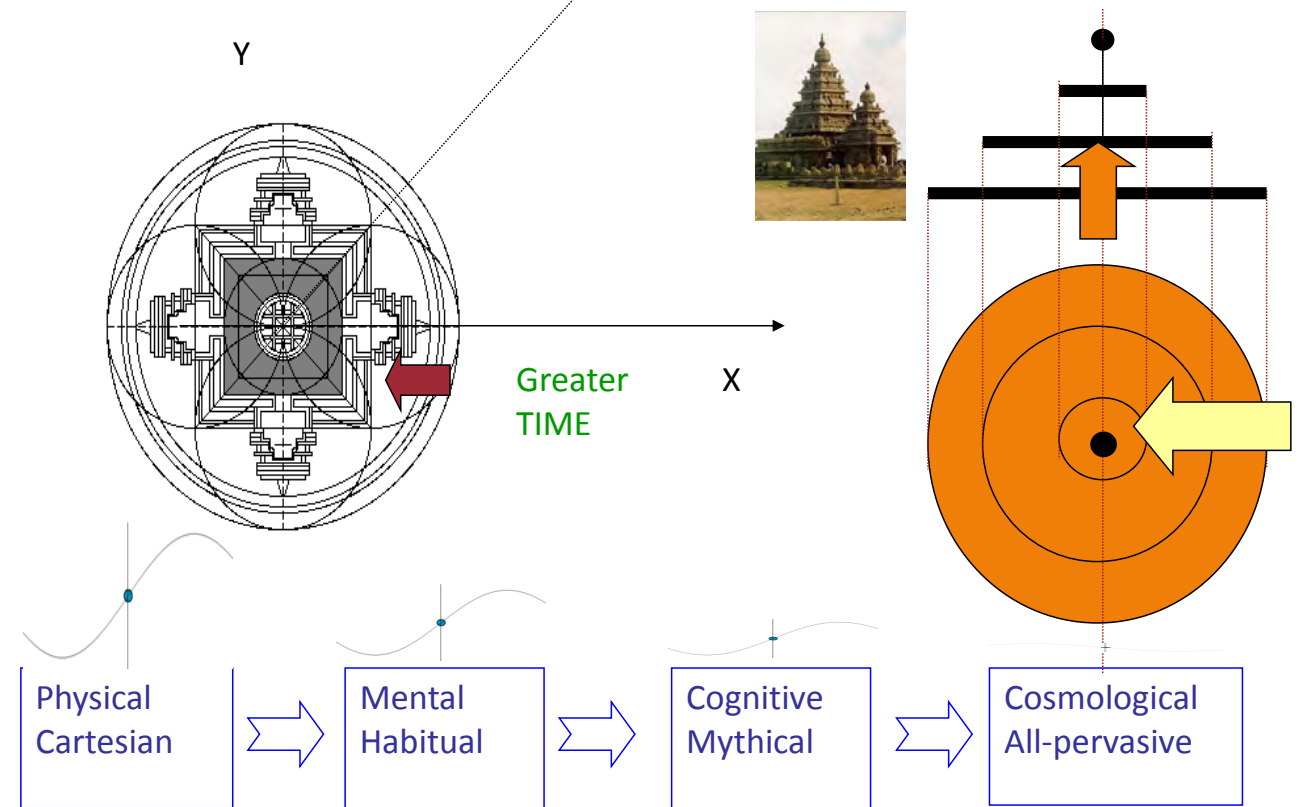 Y
Greater
TIME
X
Physical
Cartesian
Mental
Habitual
Cognitive
Mythical
Cosmological
All-pervasive